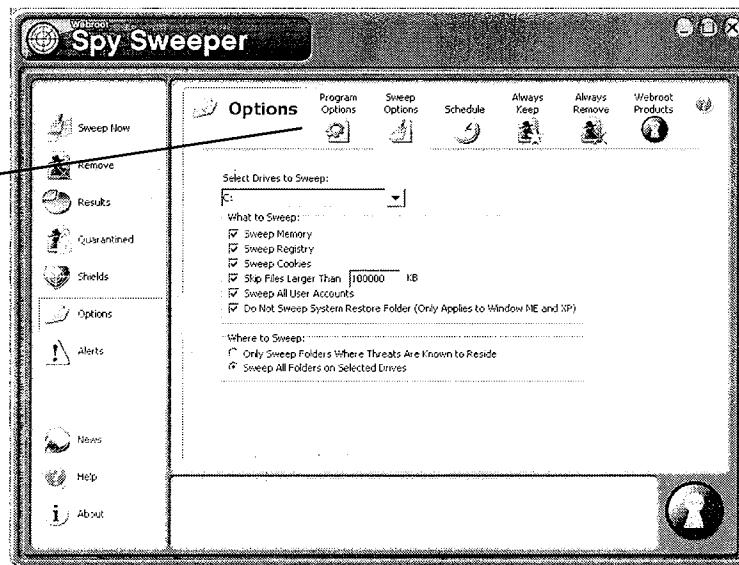 Webroot
Spy Sweeper
Sweep Now
Remove
Results
Quarantined
Shields
Options
Alerts
News
Help
About
Options
Program Options
Sweep Options
Schedule
Always Keep
Always Remove
Webroot Products
Select Drives to Sweep:
C:
What to Sweep:
Sweep Memory
Sweep Registry
Sweep Cookies
Skip Files Larger Than 100000 KB
Sweep All User Accounts
Do Not Sweep System Restore Folder (Only Applies to Window ME and XP)
Where to Sweep:
Only Sweep Folders Where Threats Are Known to Reside
Sweep All Folders on Selected Drives